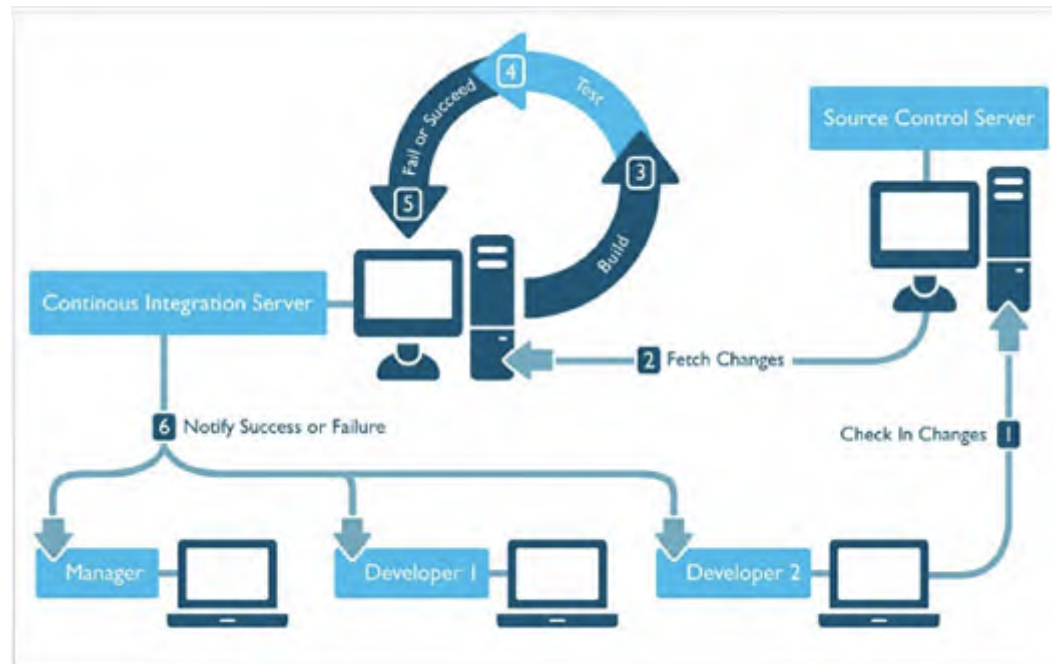 4
Test
Fail or Succeed
Source Control Server
3
5
Build
Continous Integration Server
2 Fetch Changes
6 Notify Success or Failure
Check In Changes 1
Manager
Developer 1
Developer 2